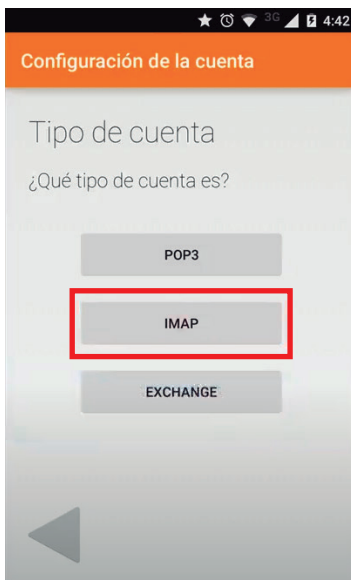 3G 4:42
Configuración de la cuenta
Tipo de cuenta
¿Qué tipo de cuenta es?
POP3
IMAP
EXCHANGE